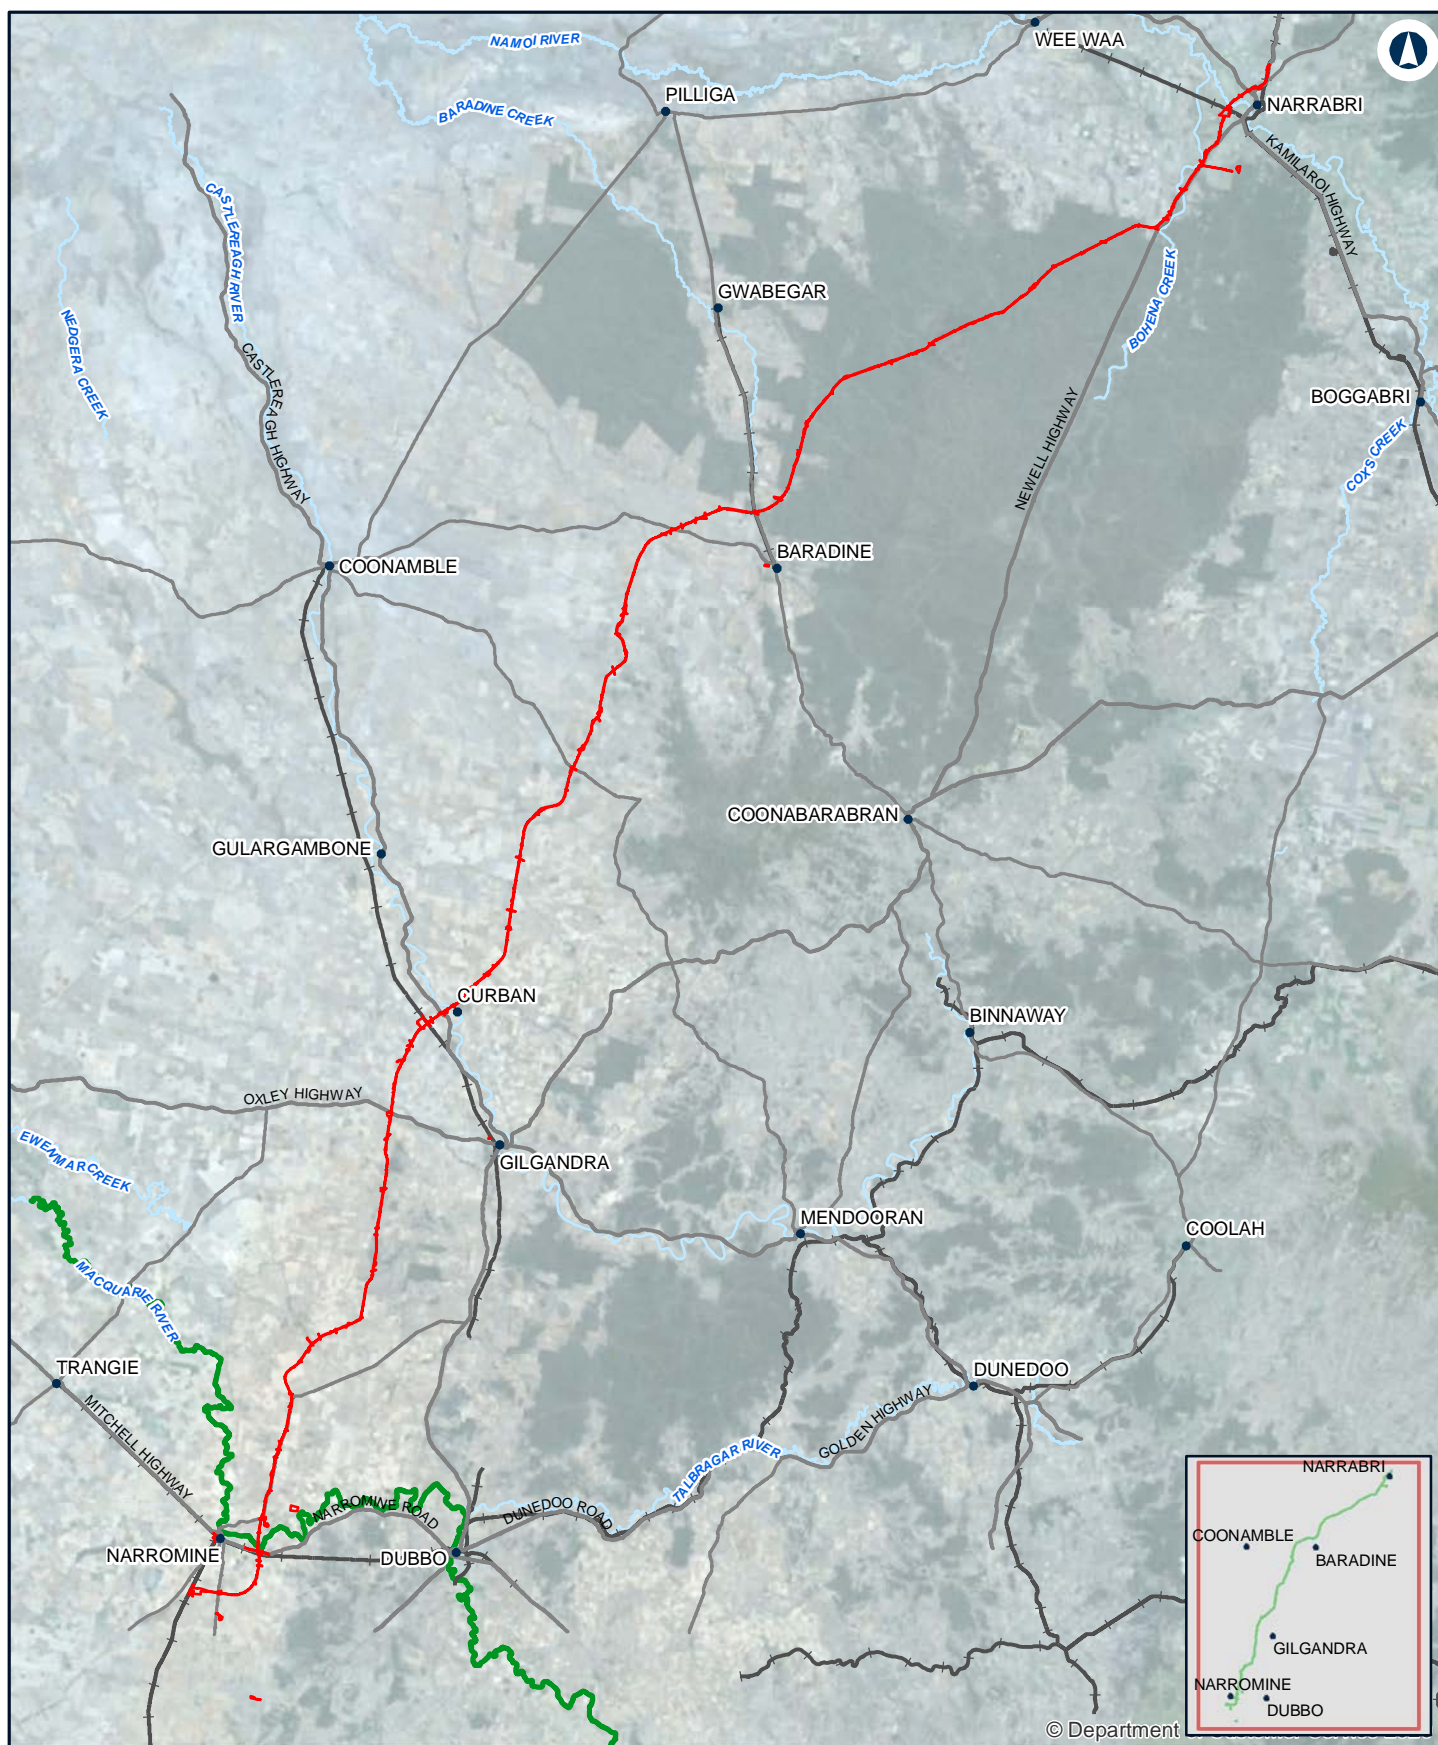 NAMOI RIVER
WEE WAA
PILLIGA
NARRABRI
BARADINE CREEK
KAMILAROI HIGHWAY
CASTLEREAGH RIVER
BOHENA CREEK
GWABEGAR
NEDGERA CREEK
CASTLEREAGH HIGHWAY
BOGGABRI
NEWELL HIGHWAY
COXS CREEK
BARADINE
COONAMBLE
COONABARABRAN
GULARGAMBONE
CURBAN
BINNAWAY
OXLEY HIGHWAY
EWENMAR CREEK
GILGANDRA
MENDOORAN
COOLAH
MACQUARIE RIVER
TRANGIE
DUNEDOO
MITCHELL HIGHWAY
GOLDEN HIGHWAY
TALBRAGAR RIVER
NARROMINE ROAD
DUNEDOO ROAD
NARROMINE
DUBBO
NARRABRI
COONAMBLE
BARADINE
GILGANDRA
NARROMINE
DUBBO
© Department